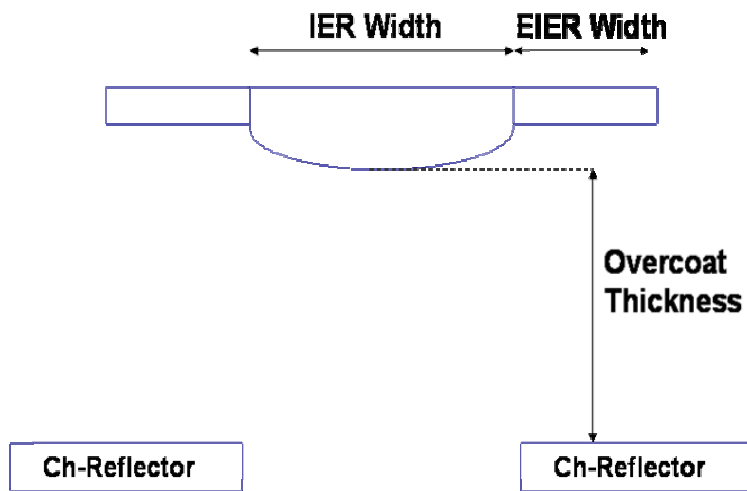 IER Width
EIER Width
Overcoat
Thickness
Ch-Reflector
Ch-Reflector